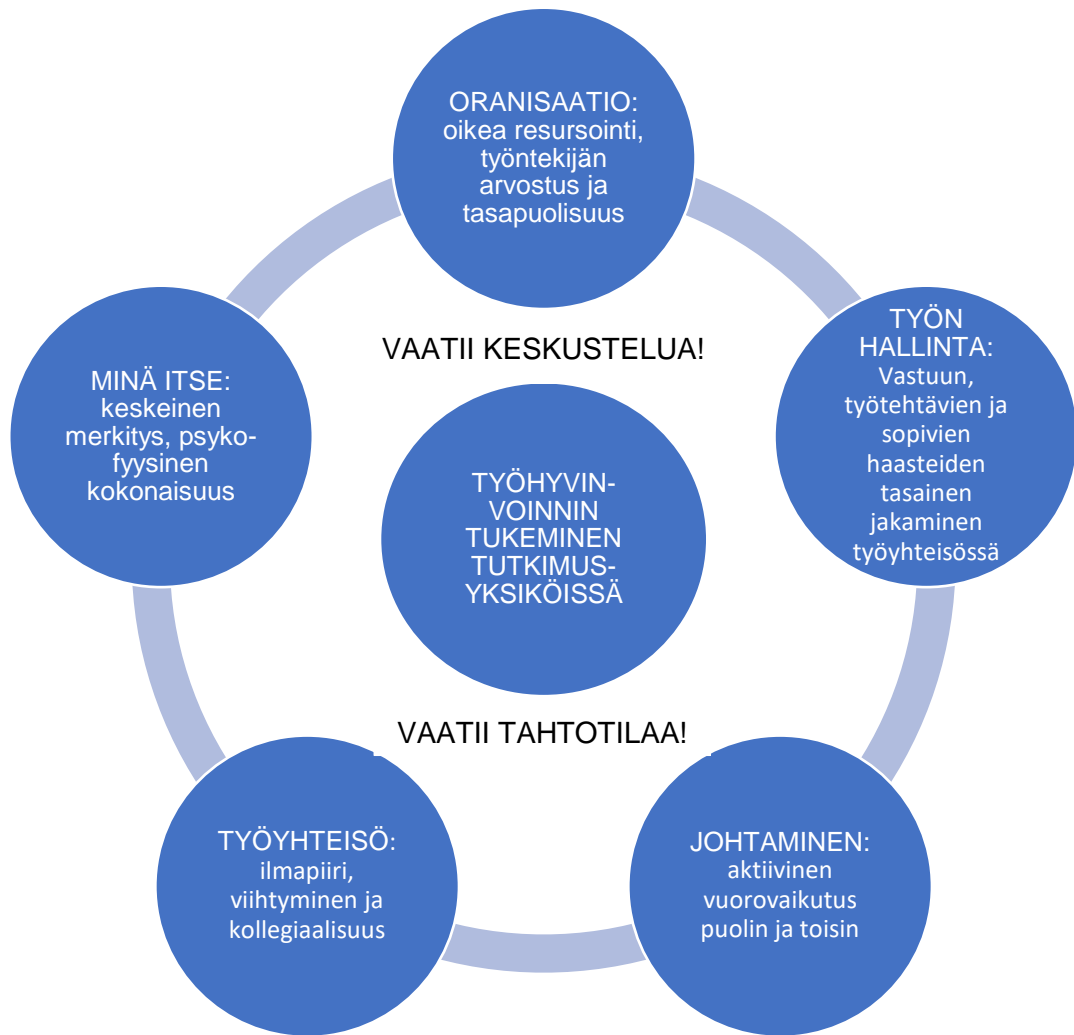 ORANISAATIO:
oikea resursointi,
työntekijän
arvostus ja
tasapuolisuus
VAATII KESKUSTELUA!
TYÖN
HALLINTA:
Vastuun,
työtehtävien ja
sopivien
haasteiden
tasainen
jakaminen
työyhteisössä
MINÄ ITSE:
keskeinen
merkitys, psyko-
fyysinen
kokonaisuus
TYÖHYVIN-
VOINNIN
TUKEMINEN
TUTKIMUS-
YKSIKÖISSÄ
VAATII TAHTOTILAA!
TYÖYHTEISÖ:
ilmapiiri,
viihtyminen ja
kollegiaalisuus
JOHTAMINEN:
aktiivinen
vuorovaikutus
puolin ja toisin